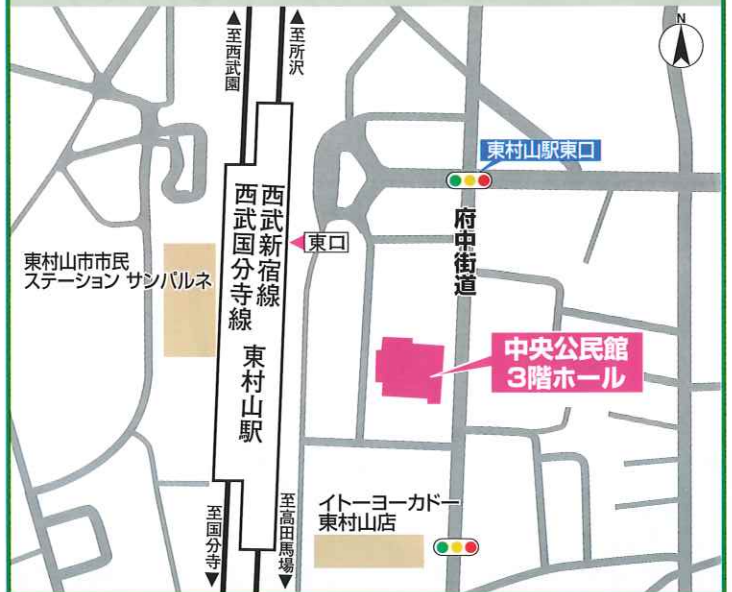 至西武園
至所沢
N
東村山駅東口
西武新宿線
西武国分寺線
東村山駅
東口
府中街道
東村山市市民
ステーション サンパルネ
中央公民館
3階ホール
イトーヨーカドー
東村山店
至国分寺
至高田馬場